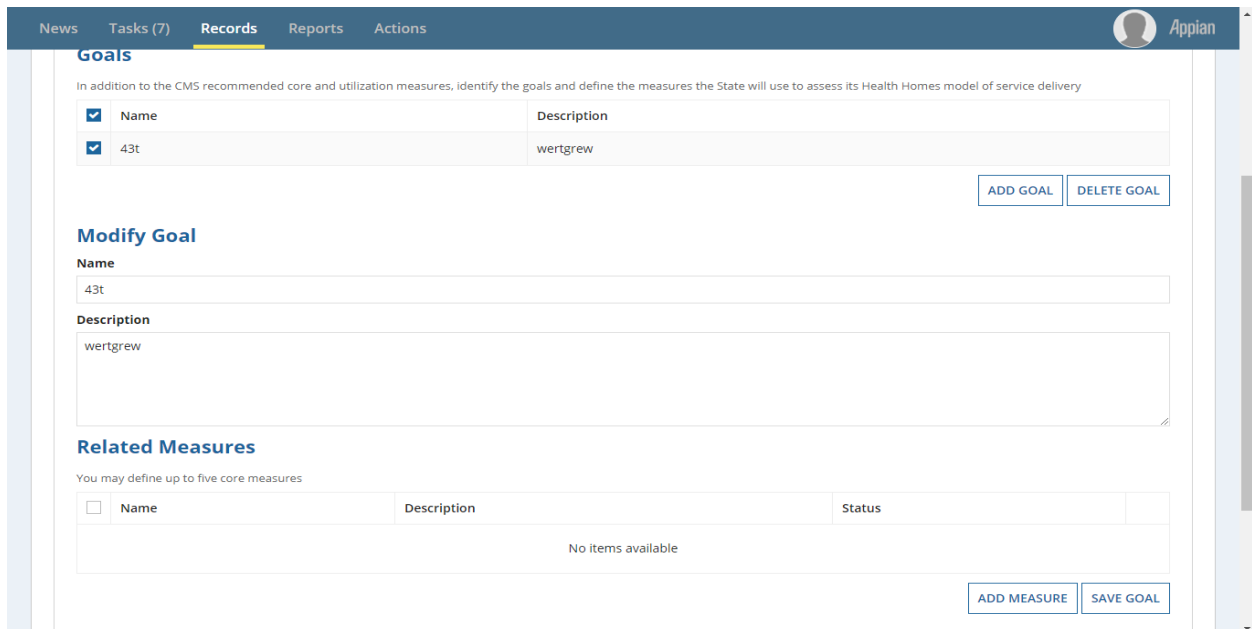 News Tasks (7) Records Reports Actions Appian
Goals
In addition to the CMS recommended core and utilization measures, identify the goals and define the measures the State will use to assess its Health Homes model of service delivery
Name Description
43t wertgrew
ADD GOAL DELETE GOAL
Modify Goal
Name
43t
Description
wertgrew
Related Measures
You may define up to five core measures
Name Description Status
No items available
ADD MEASURE SAVE GOAL